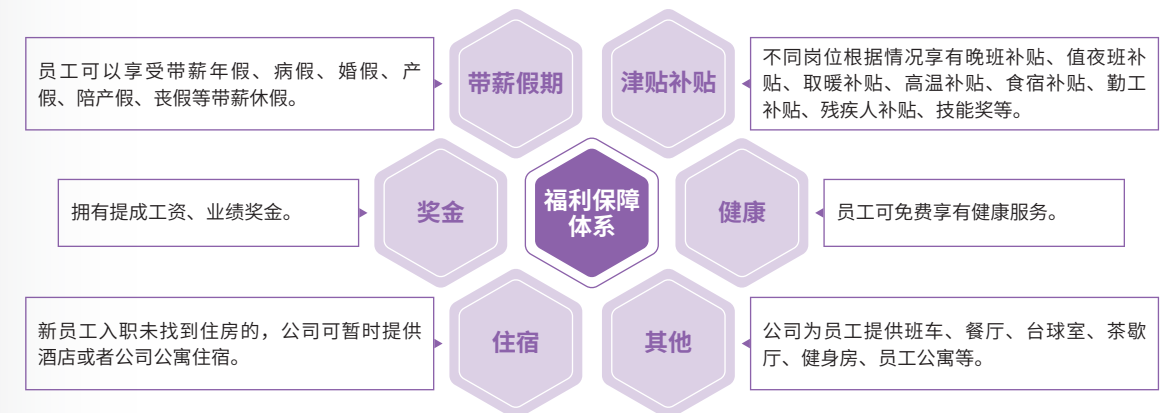 员工可以享受带薪年假、病假、婚假、产
假、陪产假、丧假等带薪休假。
带薪假期
津贴补贴
不同岗位根据情况享有晚班补贴、值夜班补
贴、取暖补贴、高温补贴、食宿补贴、勤工
补贴、残疾人补贴、技能奖等。
拥有提成工资、业绩奖金。
奖金
福利保障
体系
健康
员工可免费享有健康服务。
新员工入职未找到住房的，公司可暂时提供
酒店或者公司公寓住宿。
住宿
其他
公司为员工提供班车、餐厅、台球室、茶歇
厅、健身房、员工公寓等。